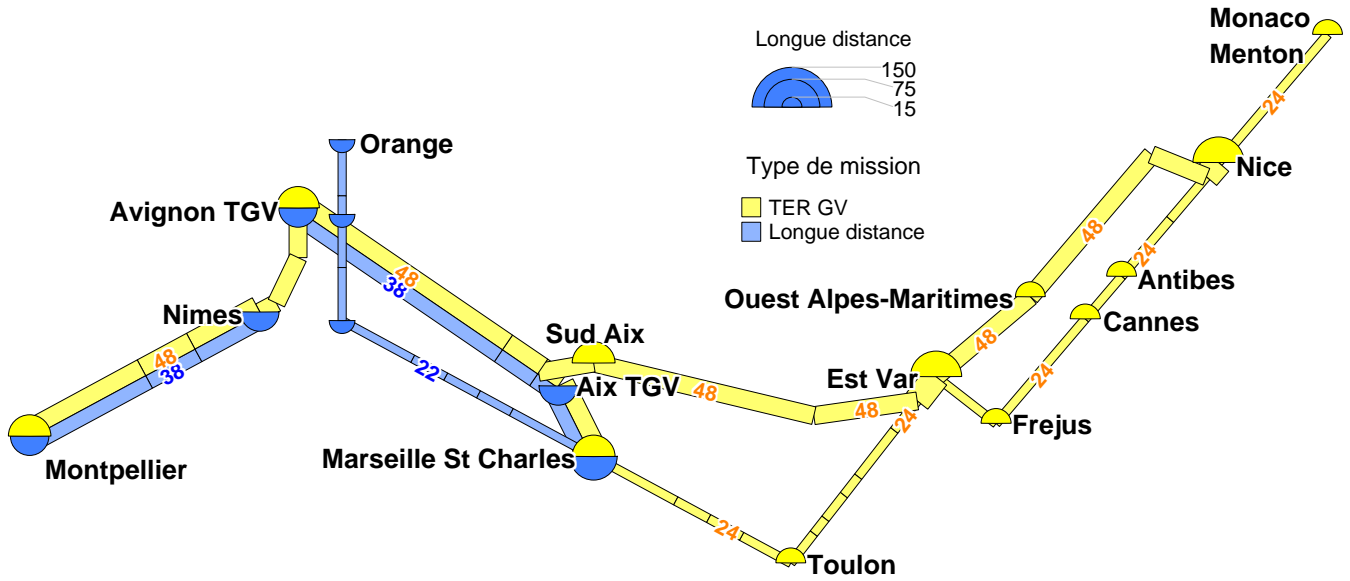 Monaco
Menton
Longue distance
150
75
15
24
Orange
Type de mission
Nice
TER GV
Longue distance
Avignon TGV
48
38
48
24
Antibes
Ouest Alpes-Maritimes
Nimes
Cannes
Sud Aix
48
48
38
22
Aix TGV
48
Est Var
24
48
24
Frejus
Marseille St Charles
Montpellier
24
Toulon